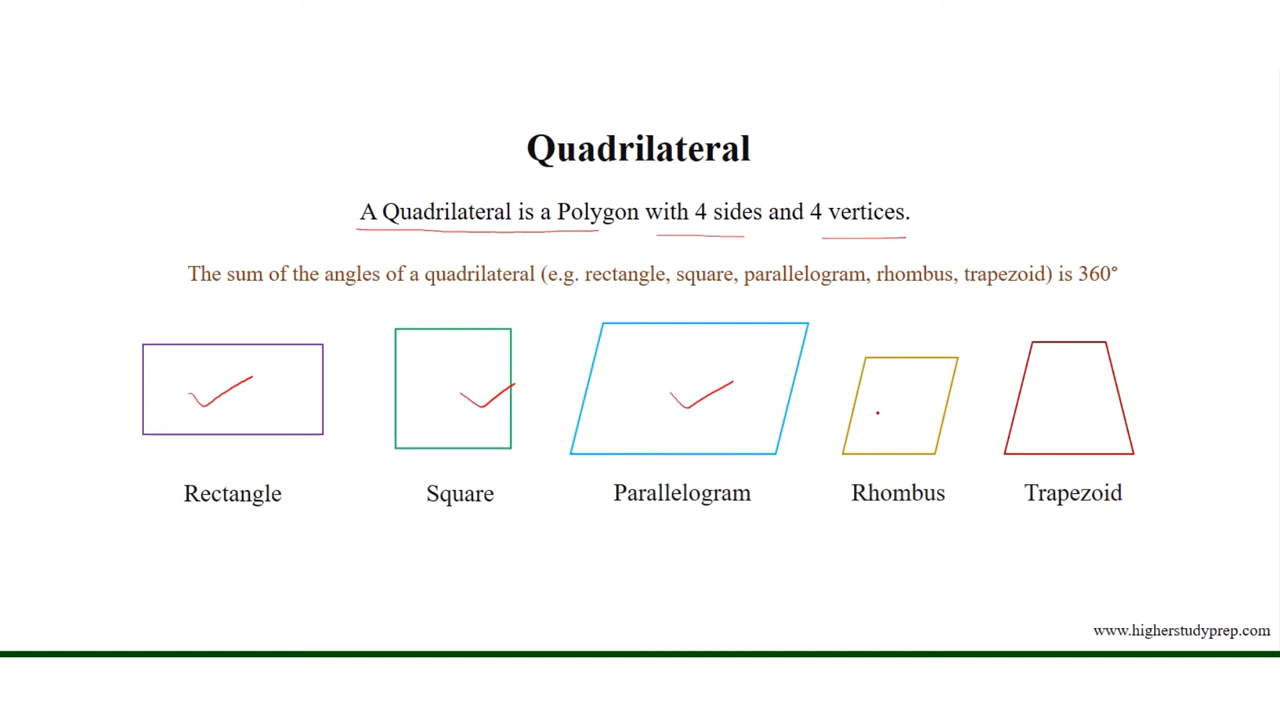 Quadrilateral
A Quadrilateral is a Polygon with 4 sides and 4 vertices.
The sum of the angles of a quadrilateral (e.g. rectangle, square, parallelogram, rhombus, trapezoid) is 360°
Rectangle Square Parallelogram Rhombus Trapezoid
www.higherstudyprep.com